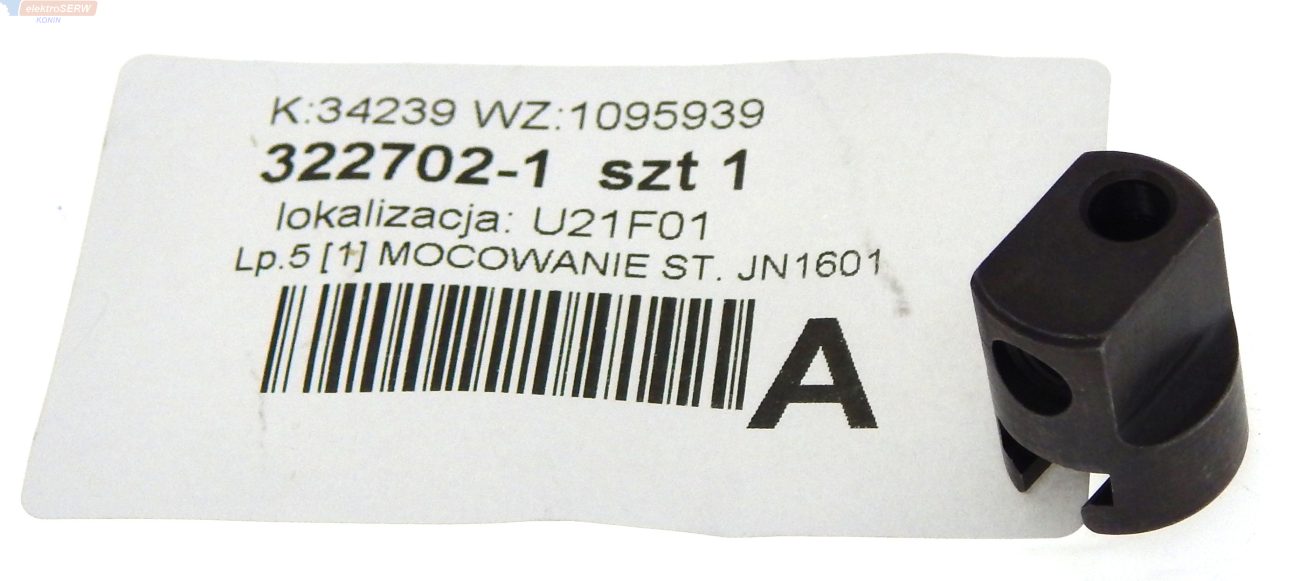 elektroSERW
KONIN
K:34239 WZ:1095939
322702-1 szt 1
lokalizacja: U21F01
Lp.5 [1] MOCOWANIE ST. JN1601
A